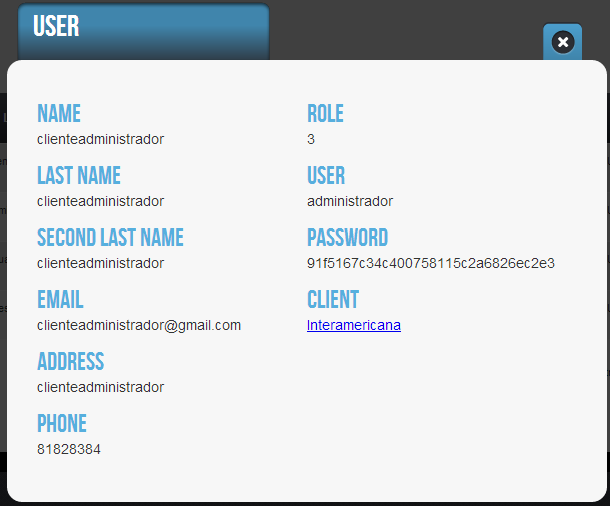 USER
NAME
clienteadministrador
LAST NAME
clienteadministrador
SECOND LAST NAME
clienteadministrador
EMAIL
clienteadministrador@gmail.com
ADDRESS
clienteadministrador
PHONE
81828384
ROLE
3
USER
administrador
PASSWORD
91f5167c34c400758115c2a6826ec2e3
CLIENT
Interamericana